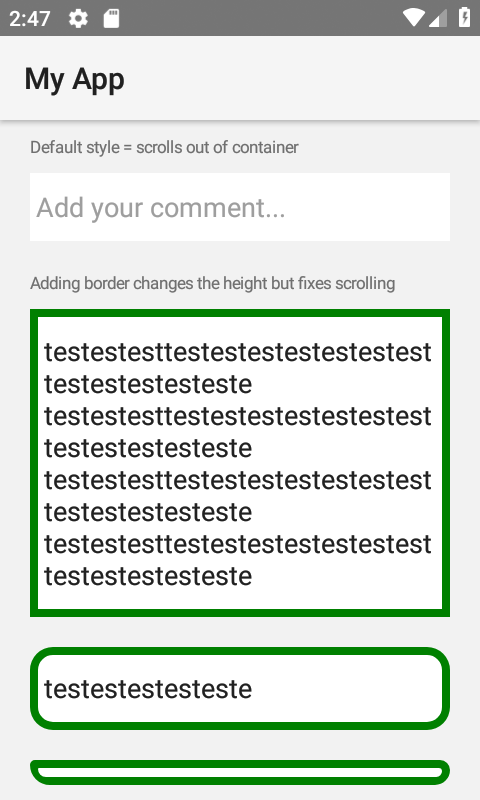 2:47
My App
Default style = scrolls out of container
Add your comment...
Adding border changes the height but fixes scrolling
testestesttestestestestestestest
testestestesteste
testestesttestestestestestestest
testestestesteste
testestesttestestestestestestest
testestestesteste
testestesttestestestestestestest
testestestesteste
testestestesteste